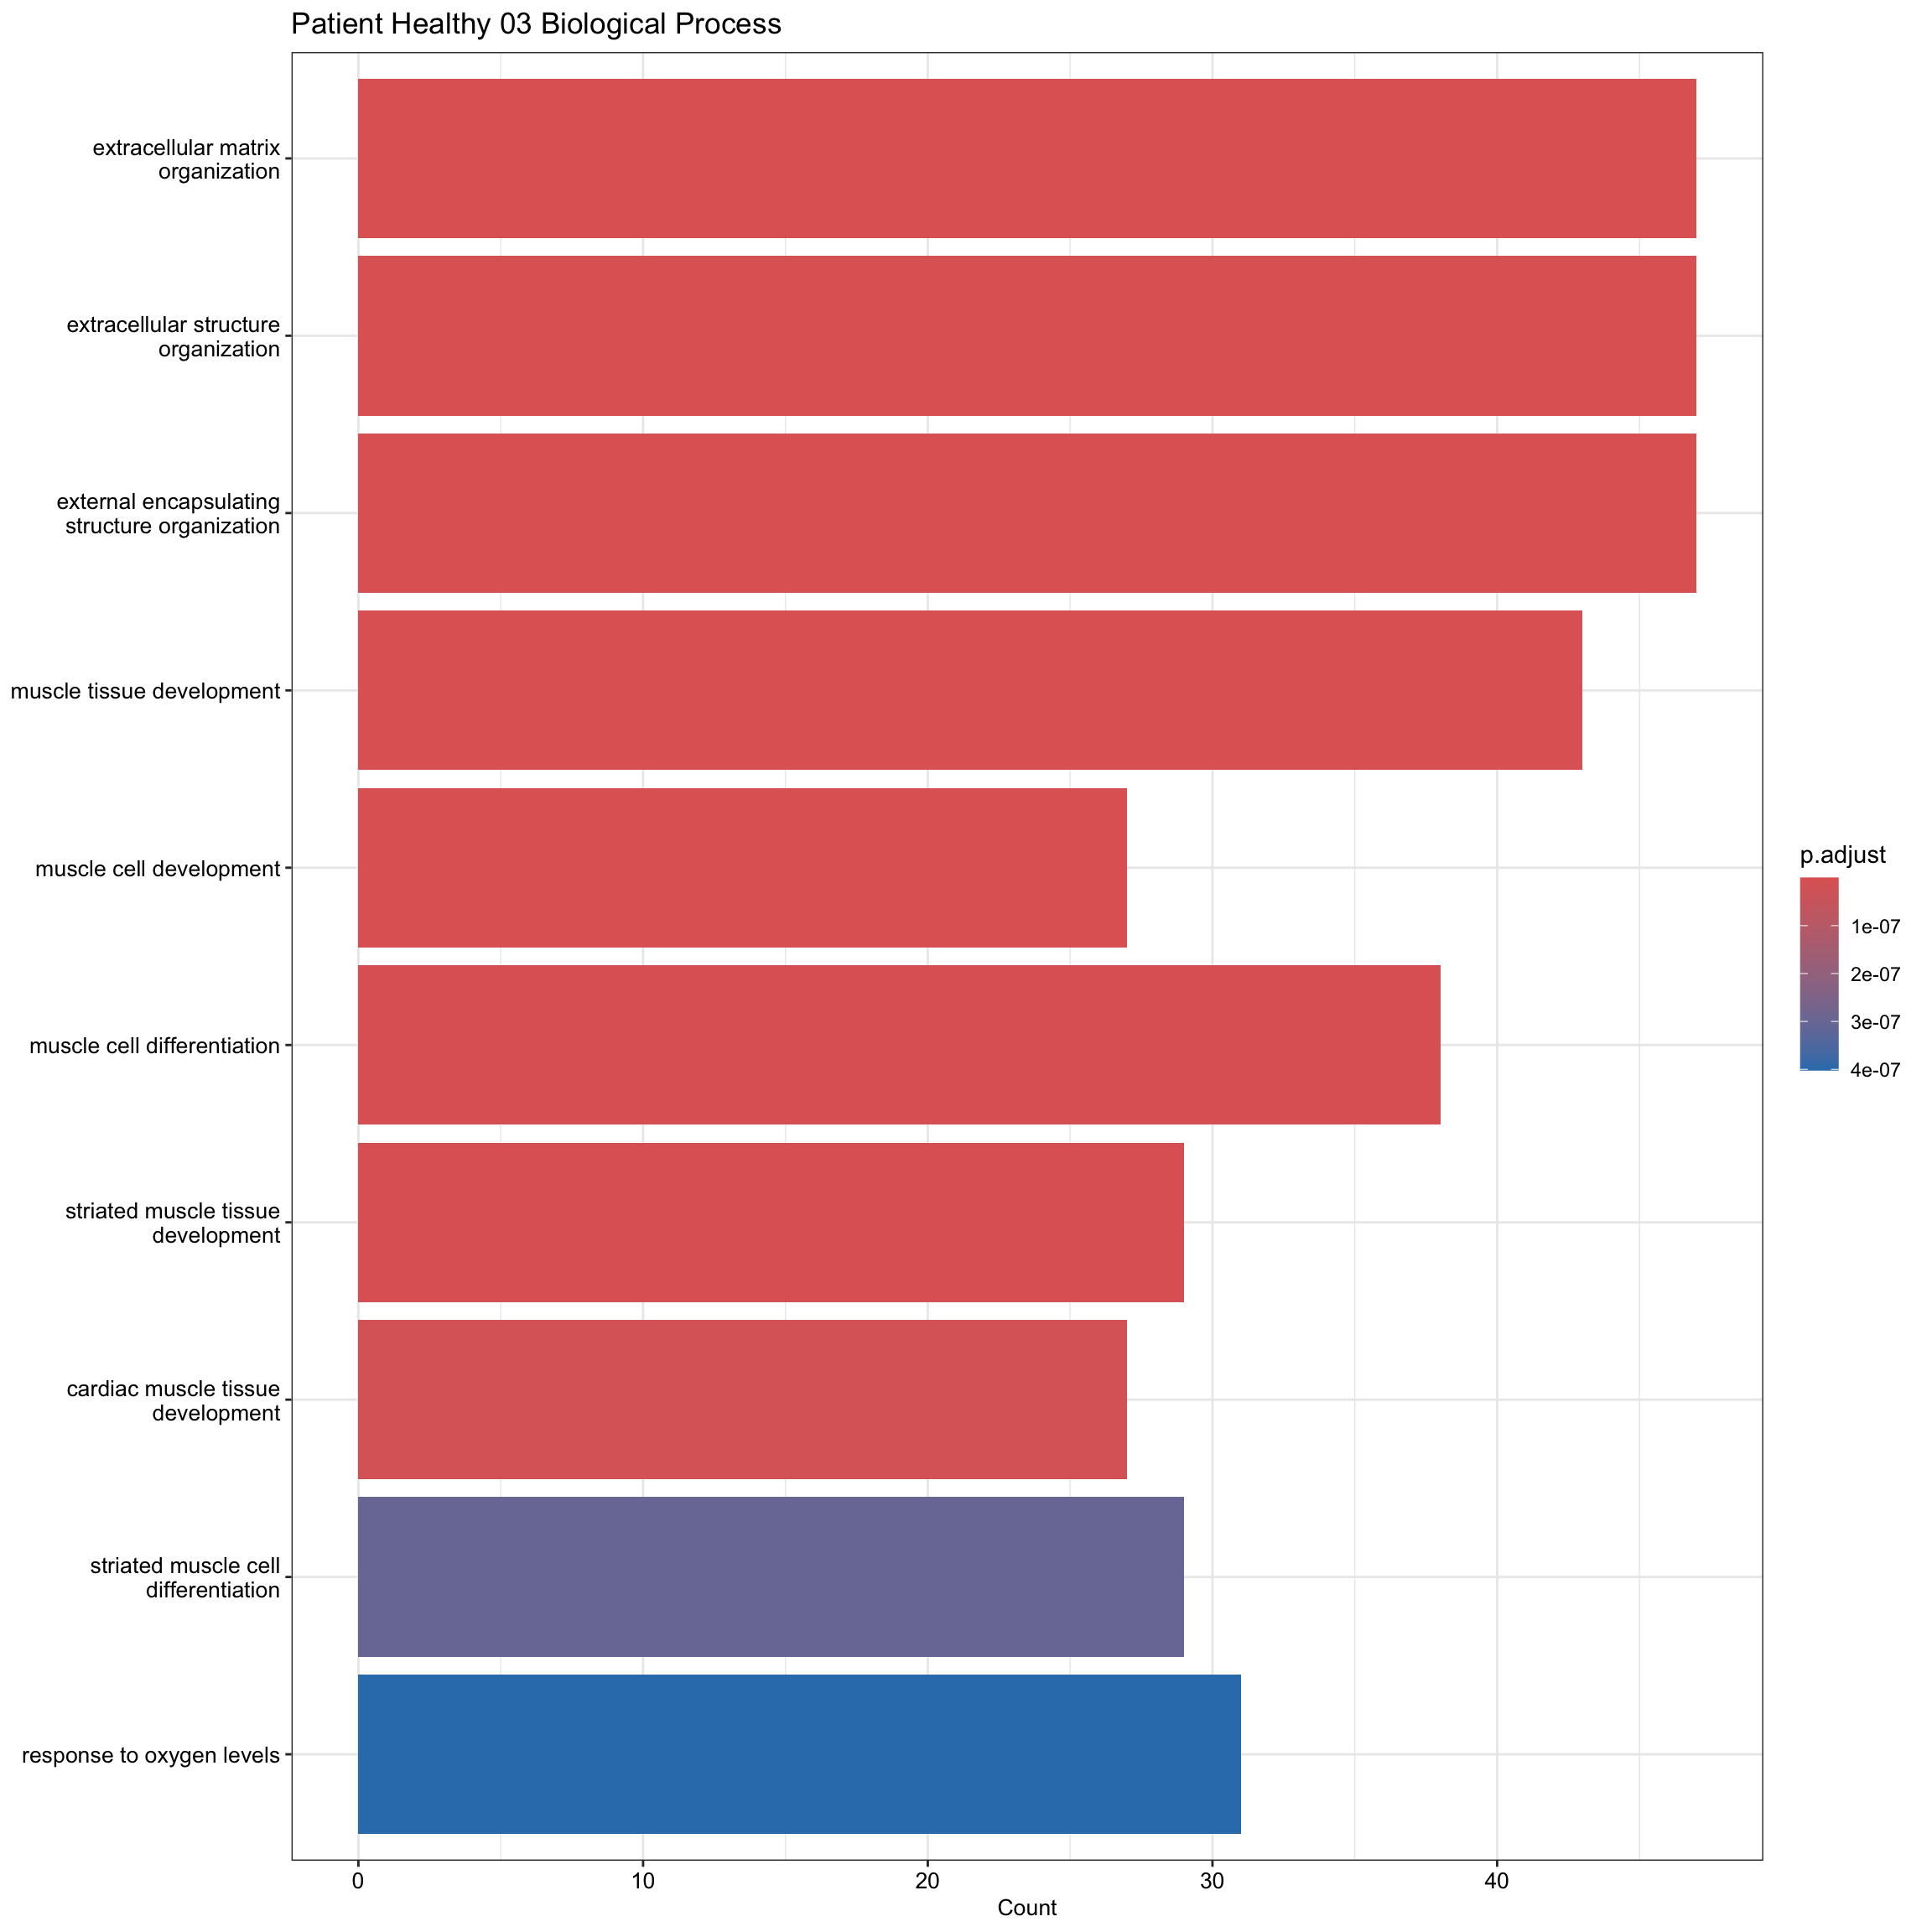 Patient Healthy 03 Biological Process
extracellular matrix
organization
extracellular structure
organization
external encapsulating
structure organization
muscle tissue development
muscle cell development
muscle cell differentiation
striated muscle tissue
development
cardiac muscle tissue
development
striated muscle cell
differentiation
response to oxygen levels
0 10 20 30 40
Count
p.adjust
1e-07
2e-07
3e-07
4e-07